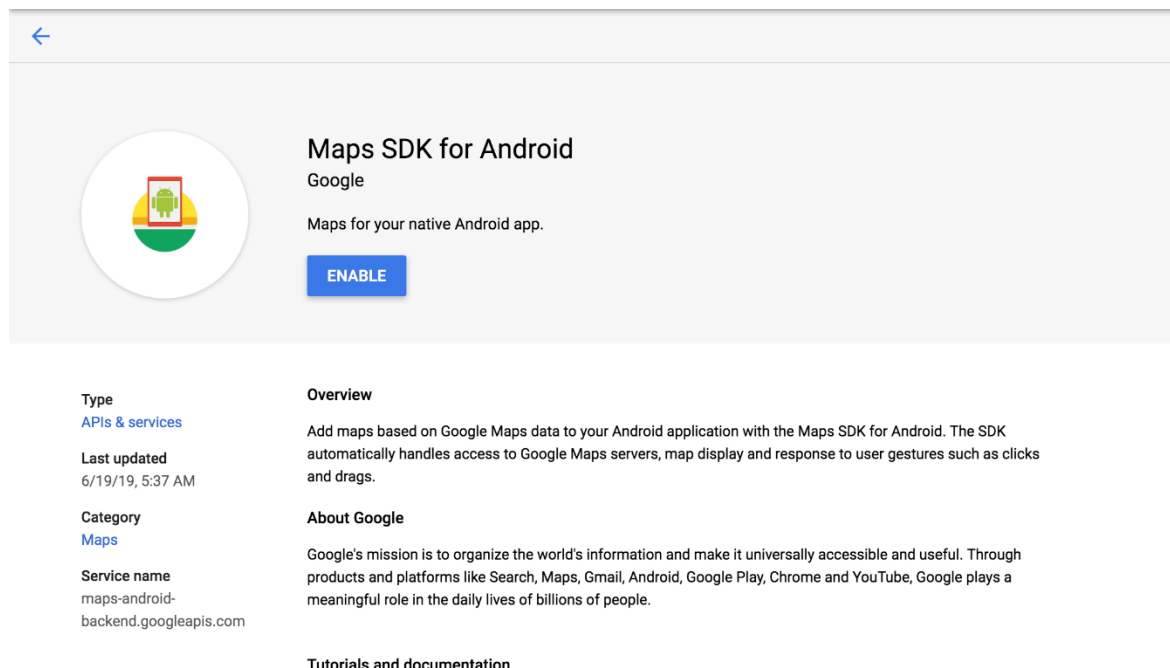 Maps SDK for Android
Google
Maps for your native Android app.
ENABLE
Type
APIs & services
Last updated
6/19/19, 5:37 AM
Category
Maps
Service name
maps-android-
backend.googleapis.com
Overview
Add maps based on Google Maps data to your Android application with the Maps SDK for Android. The SDK
automatically handles access to Google Maps servers, map display and response to user gestures such as clicks
and drags.
About Google
Google's mission is to organize the world's information and make it universally accessible and useful. Through
products and platforms like Search, Maps, Gmail, Android, Google Play, Chrome and YouTube, Google plays a
meaningful role in the daily lives of billions of people.
Tutorials and documentation